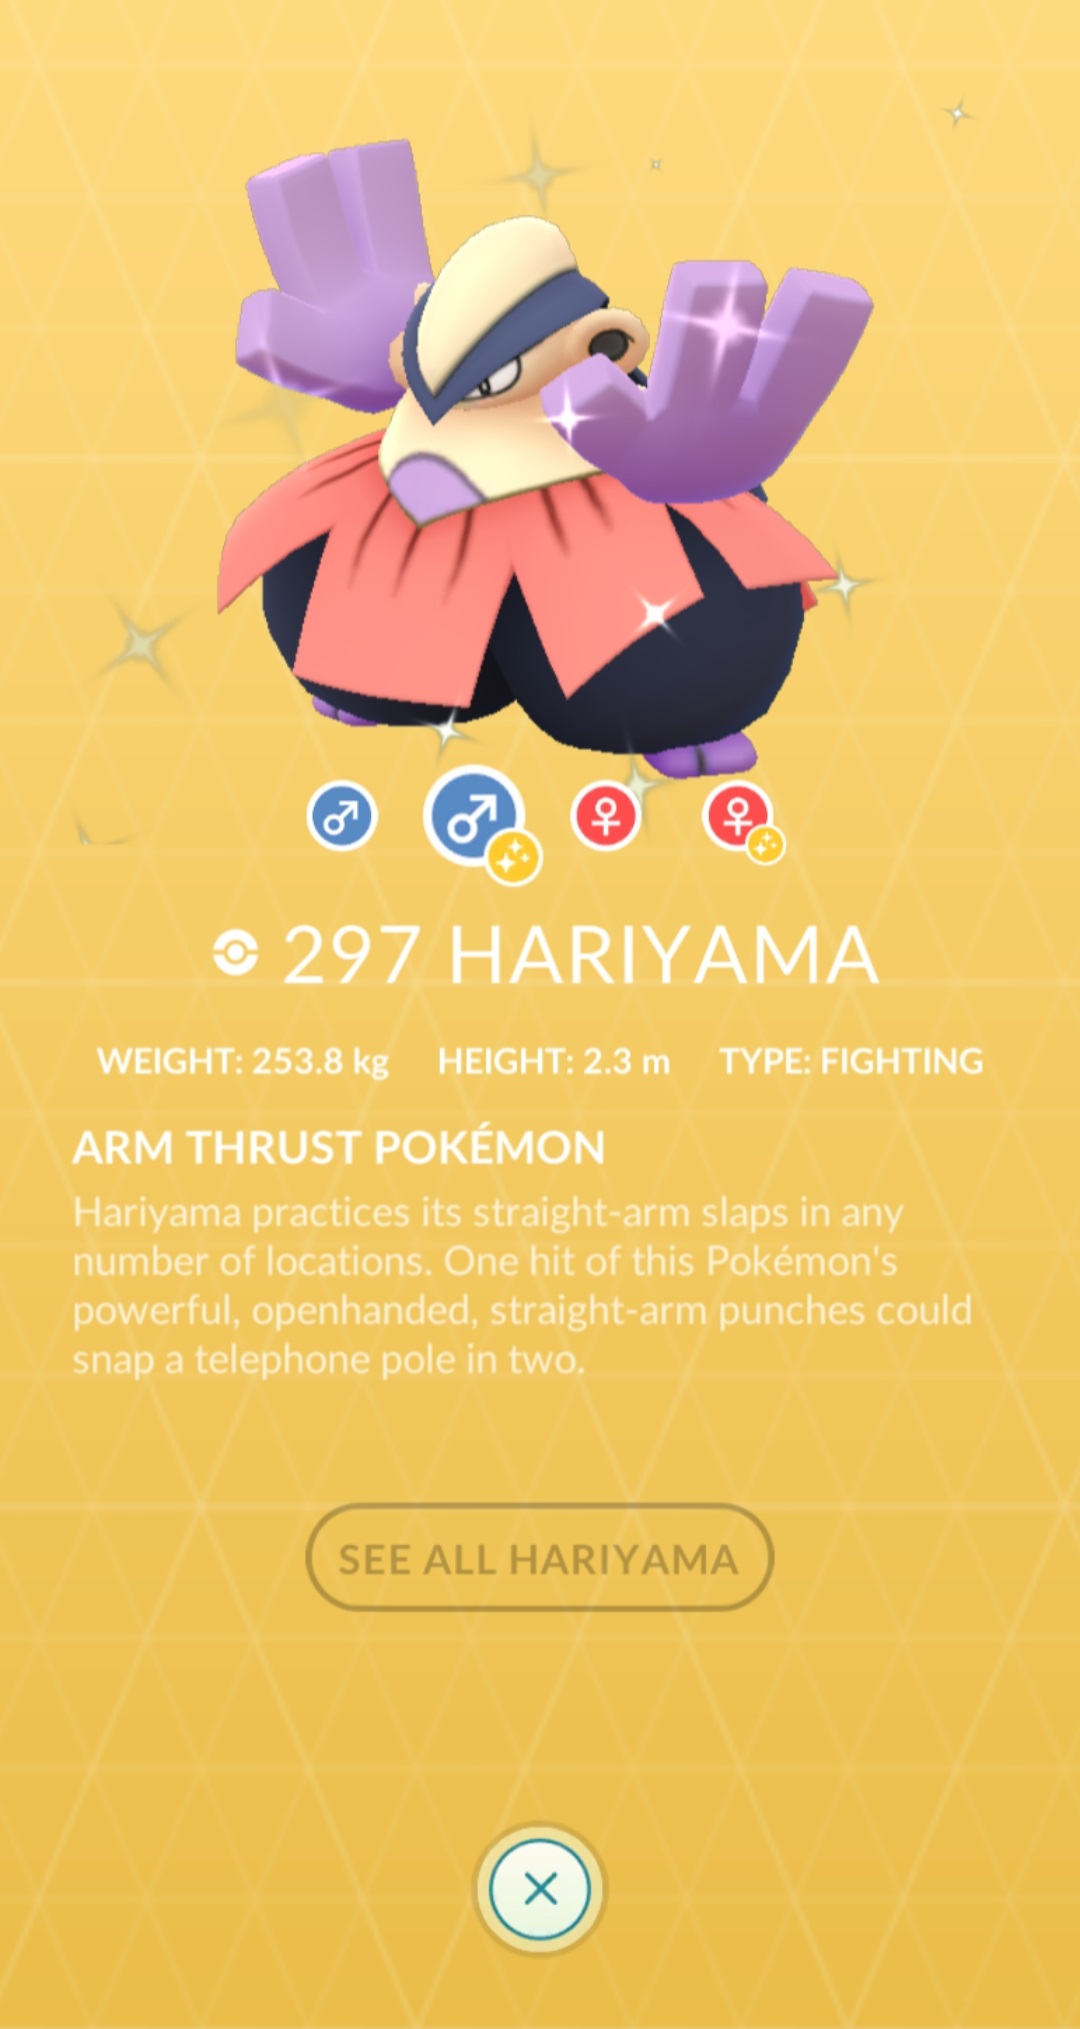 297 HARIYAMA
WEIGHT: 253.8 kg HEIGHT: 2.3 m TYPE: FIGHTING
ARM THRUST POKÉMON
Hariyama practices its straight-arm slaps in any
number of locations. One hit of this Pokémon's
powerful, openhanded, straight-arm punches could
snap a telephone pole in two.
SEE ALL HARIYAMA